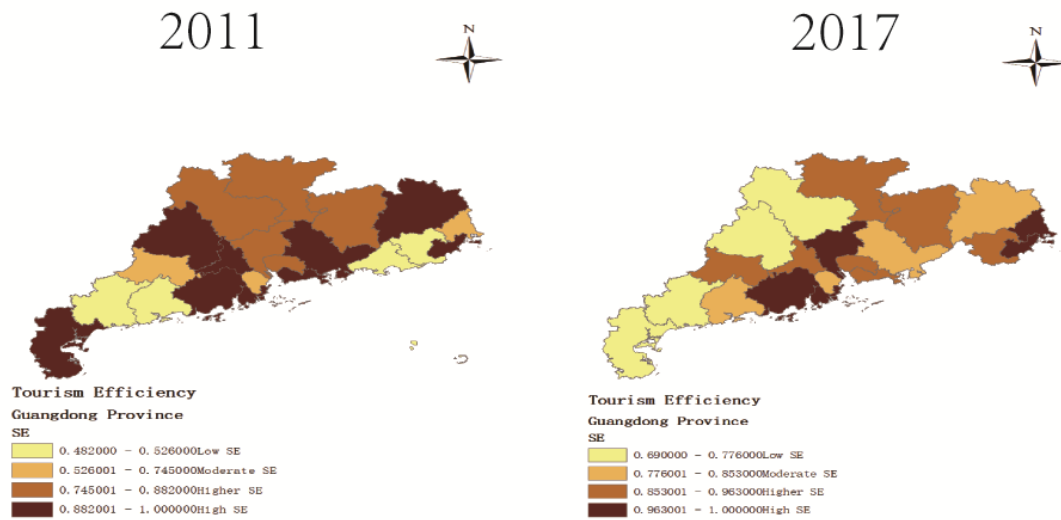 2011
N
Tourism Efficiency
Guangdong Province
SE
0.482000 - 0.526000Low SE
0.526001 - 0.745000Moderate SE
0.745001 - 0.882000Higher SE
0.882001 - 1.000000High SE
2017
N
Tourism Efficiency
Guangdong Province
SE
0.690000 - 0.776000Low SE
0.776001 - 0.853000Moderate SE
0.853001 - 0.963000Higher SE
0.963001 - 1.000000High SE